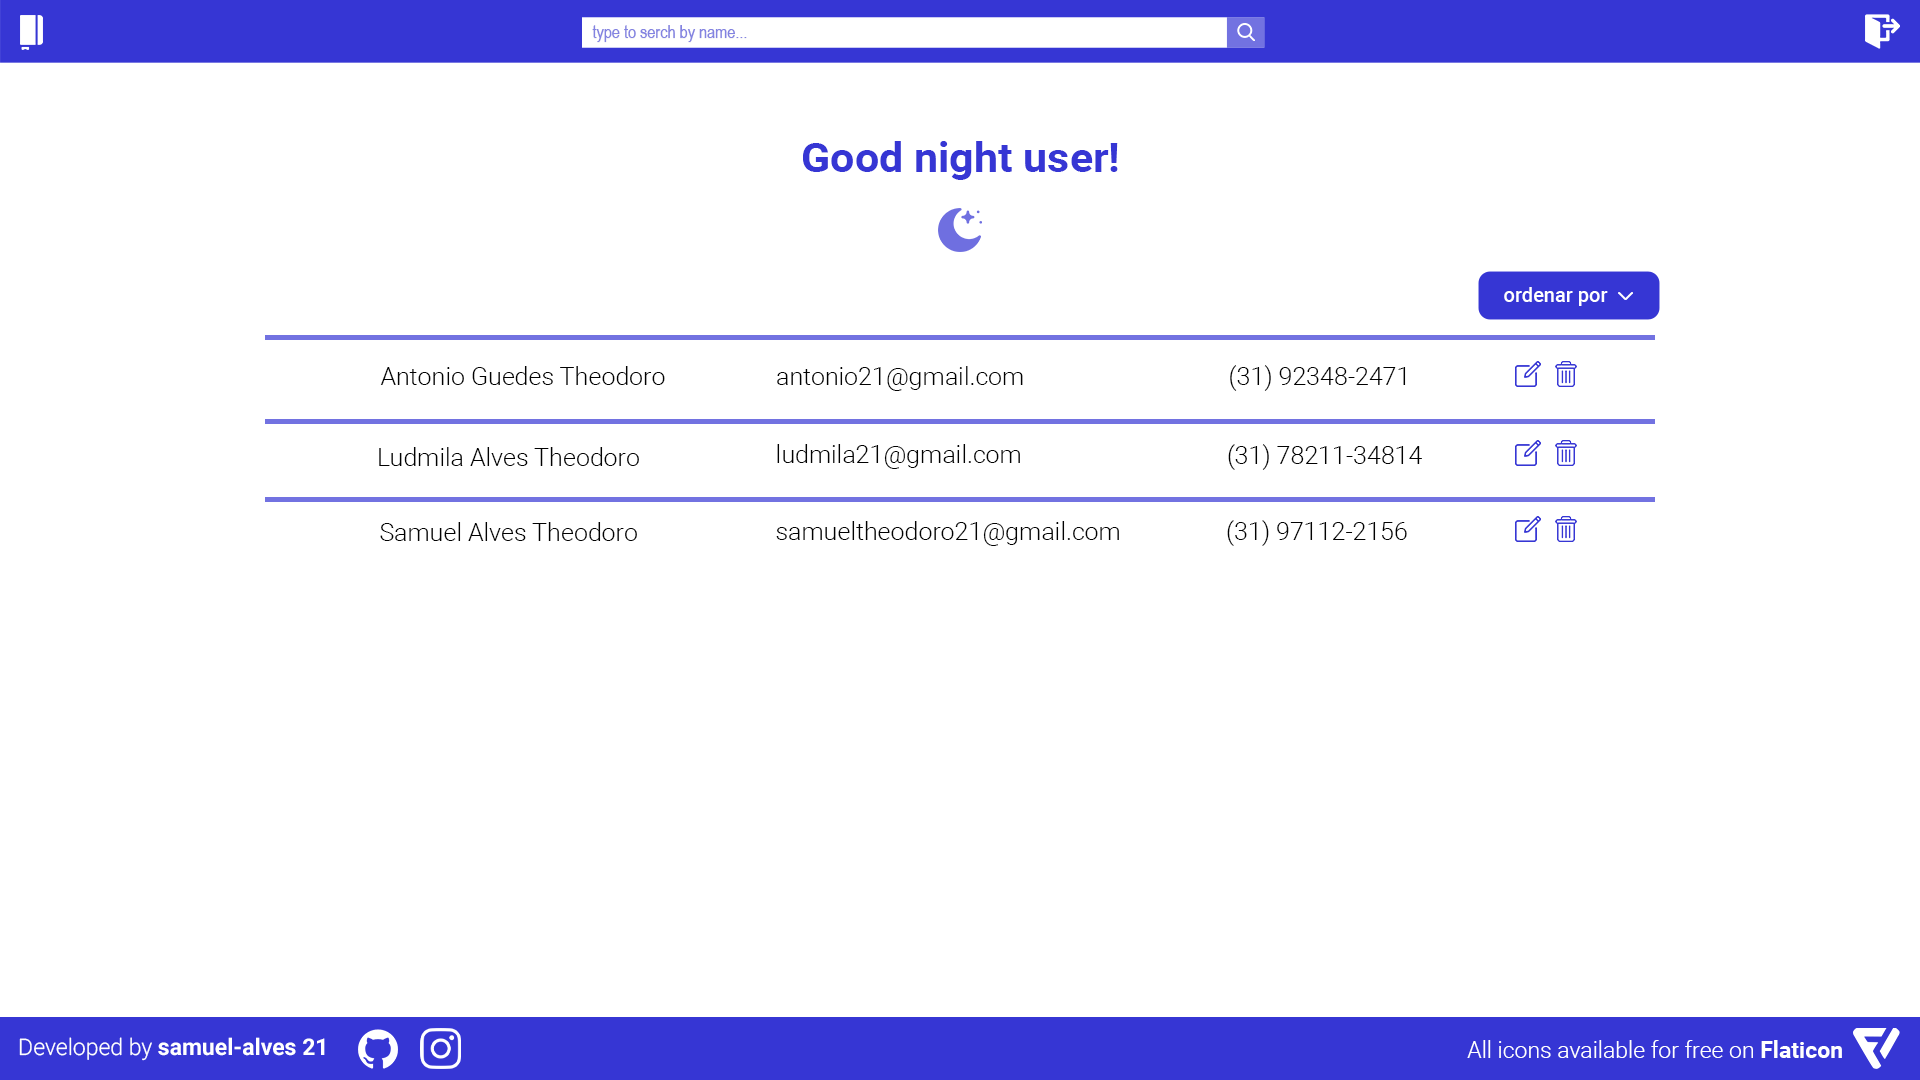 type to serch by name...
Good night user!
ordenar por
Antonio Guedes Theodoro antonio21@gmail.com (31) 92348-2471
Ludmila Alves Theodoro ludmila21@gmail.com (31) 78211-34814
Samuel Alves Theodoro samueltheodoro21@gmail.com (31) 97112-2156
Developed by samuel-alves 21
All icons available for free on Flaticon